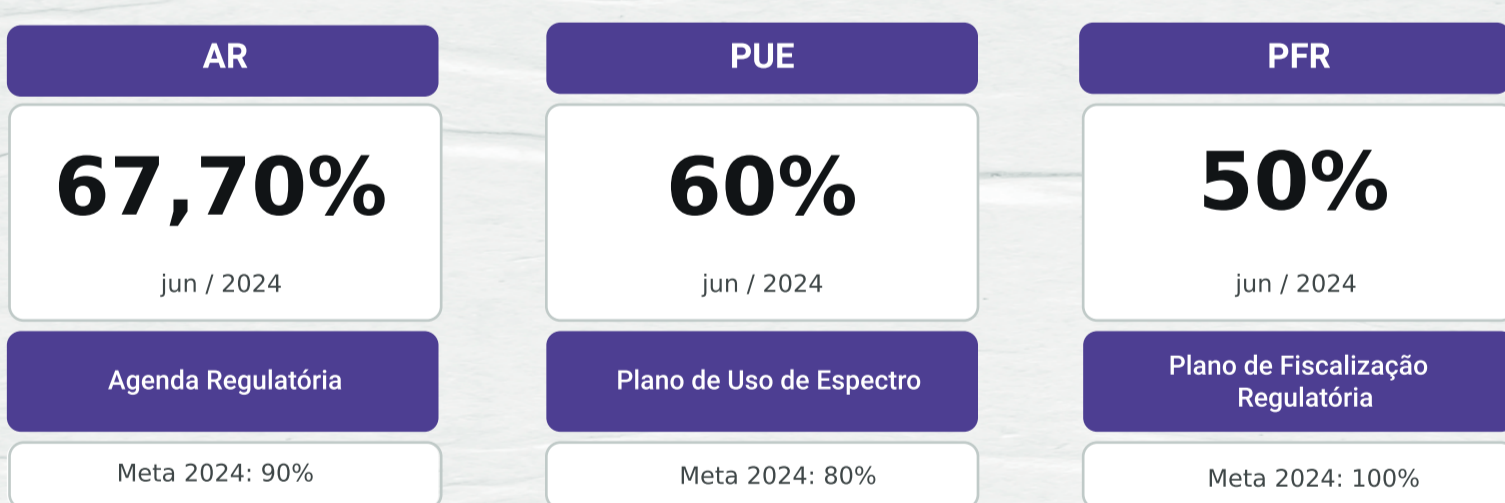 AR
67,70%
jun / 2024
Agenda Regulatória
Meta 2024: 90%
PUE
60%
jun / 2024
Plano de Uso de Espectro
Meta 2024: 80%
PFR
50%
jun / 2024
Plano de Fiscalização
Regulatória
Meta 2024: 100%